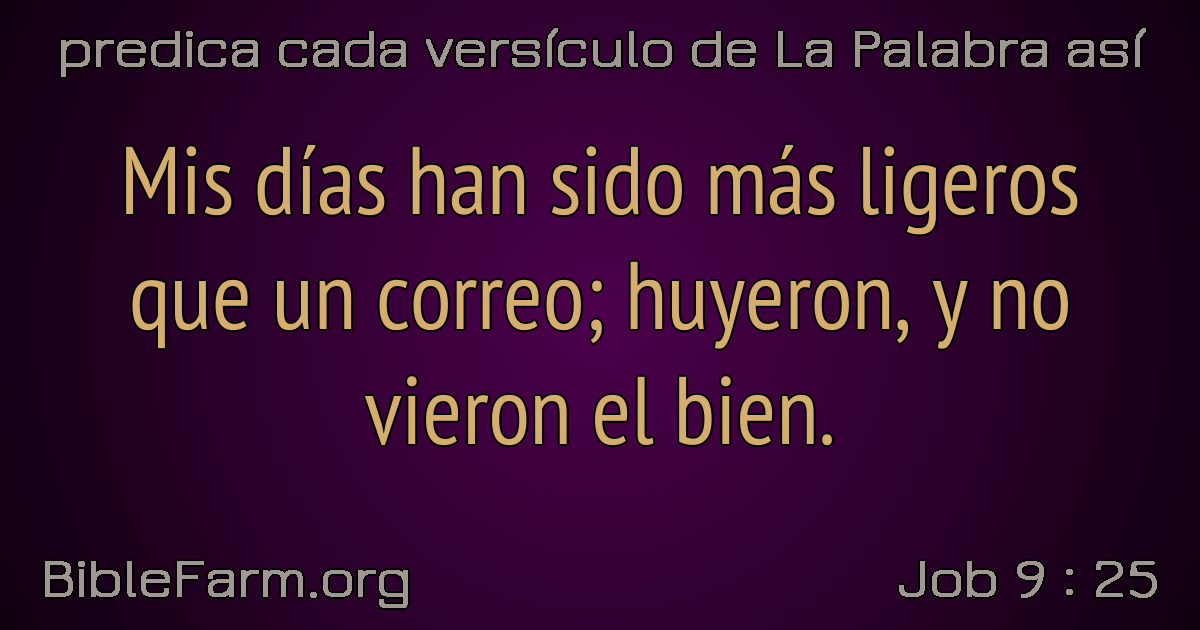 predica cada versículo de La Palabra así
Mis días han sido más ligeros
que un correo; huyeron, y no
vieron el bien.
BibleFarm.org
Job 9 : 25